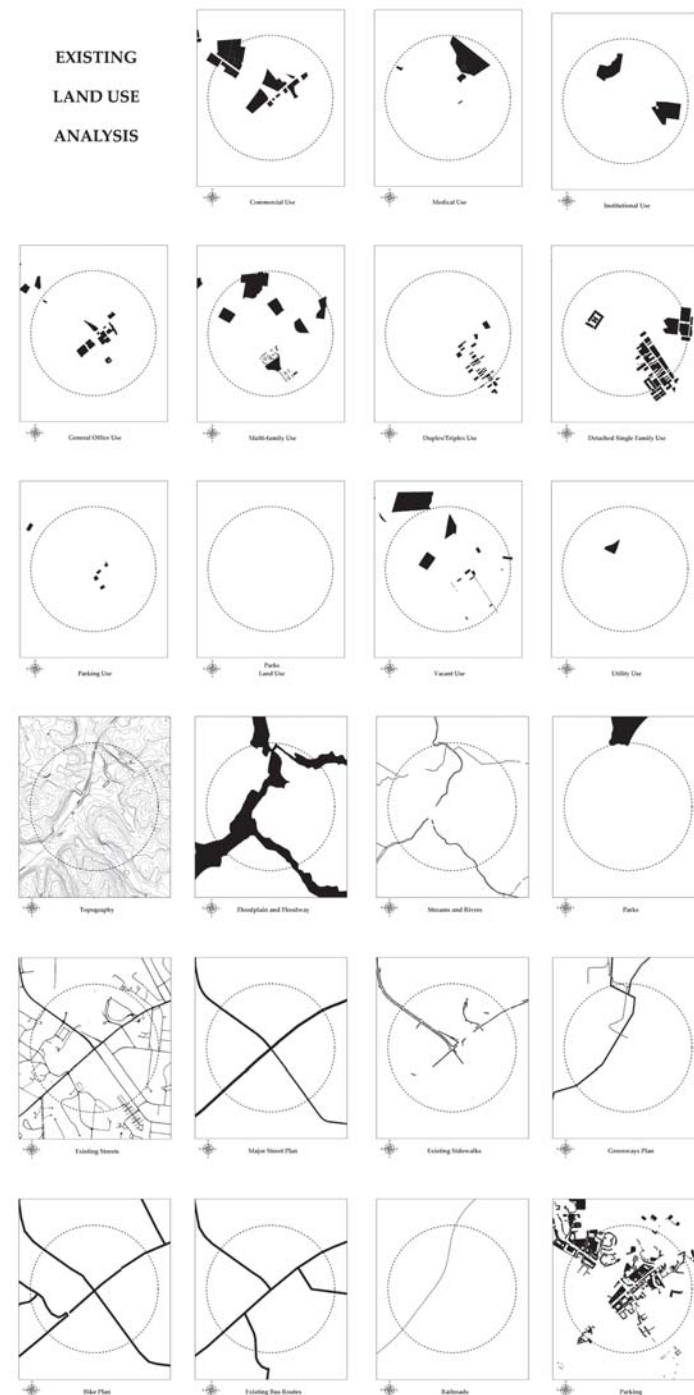 EXISTING
LAND USE
ANALYSIS
Commercial Use
Medical Use
Institutional Use
General Office Use
Multi-family Use
Duplex/Triplex Use
Detached Single Family Use
Parking Use
Parks
Land Use
Vacant Use
Utility Use
Topography
Floodplain and Floodway
Streams and Rivers
Parks
Existing Streets
Major Street Plan
Existing Sidewalks
Greenways Plan
Bike Plan
Existing Bus Routes
Railroads
Parking